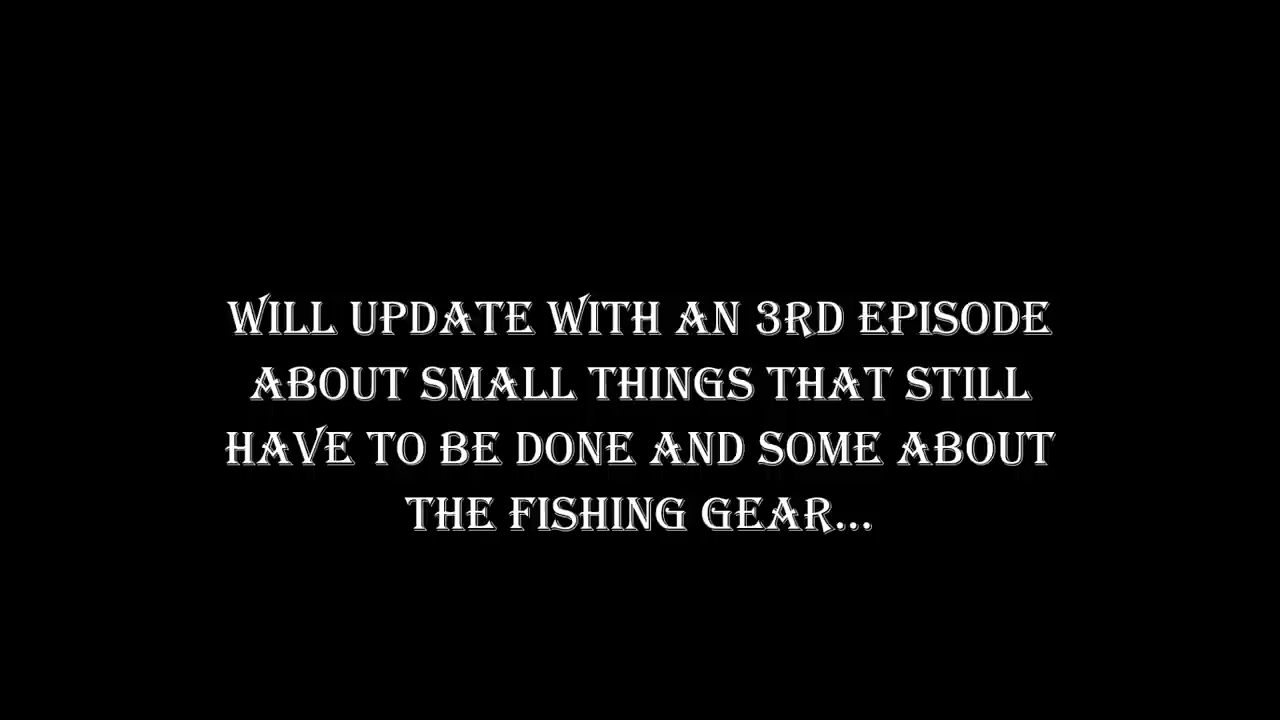 WILL UPDATE WITH AN 3RD EPISODE
ABOUT SMALL THINGS THAT STILL
HAVE TO BE DONE AND SOME ABOUT
THE FISHING GEAR...